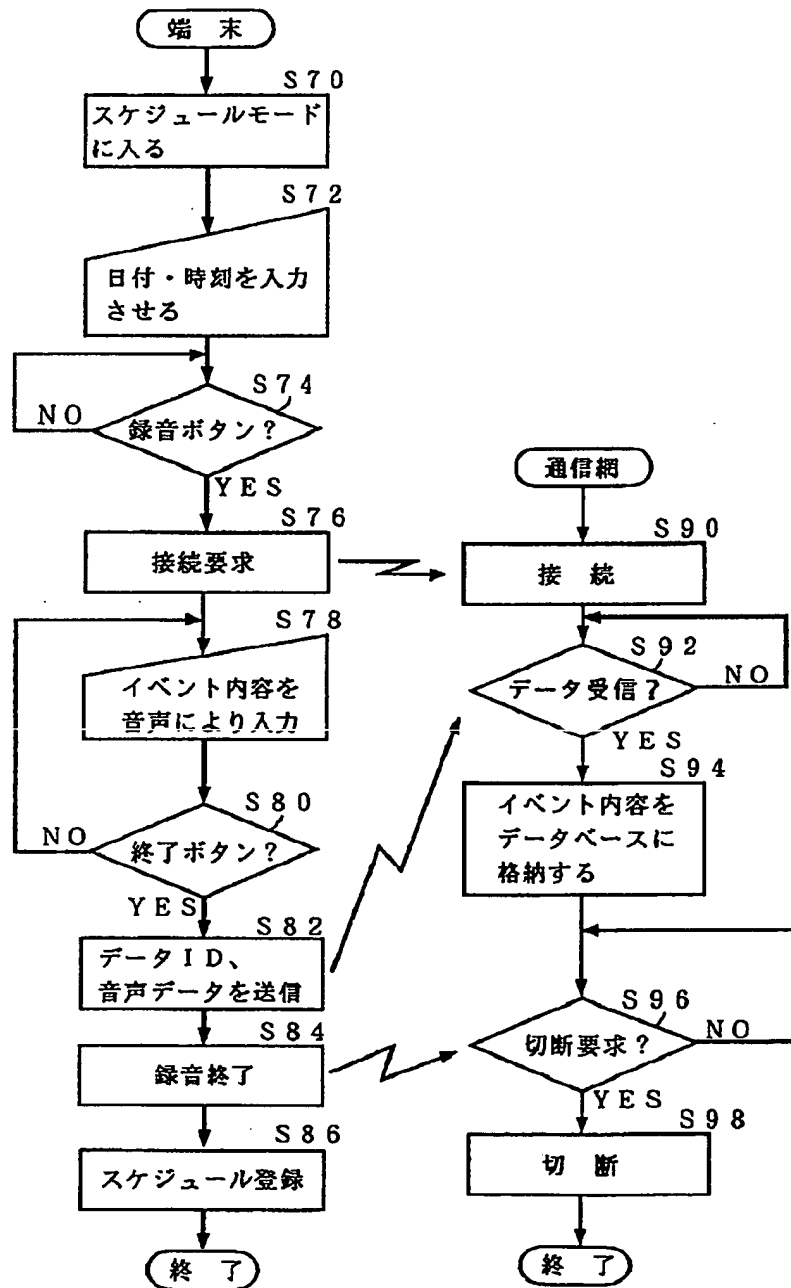 端 末
S70
スケジュールモード
に入る
S72
日付・時刻を入力
させる
S74
録音ボタン?
NO
YES
S76
接続要求
S78
イベント内容を
音声により入力
S80
終了ボタン?
NO
YES
S82
データID、
音声データを送信
S84
録音終了
S86
スケジュール登録
終 了
通信網
S90
接 続
S92
データ受信?
NO
YES
S94
イベント内容を
データベースに
格納する
S96
切断要求?
NO
YES
S98
切 断
終 了